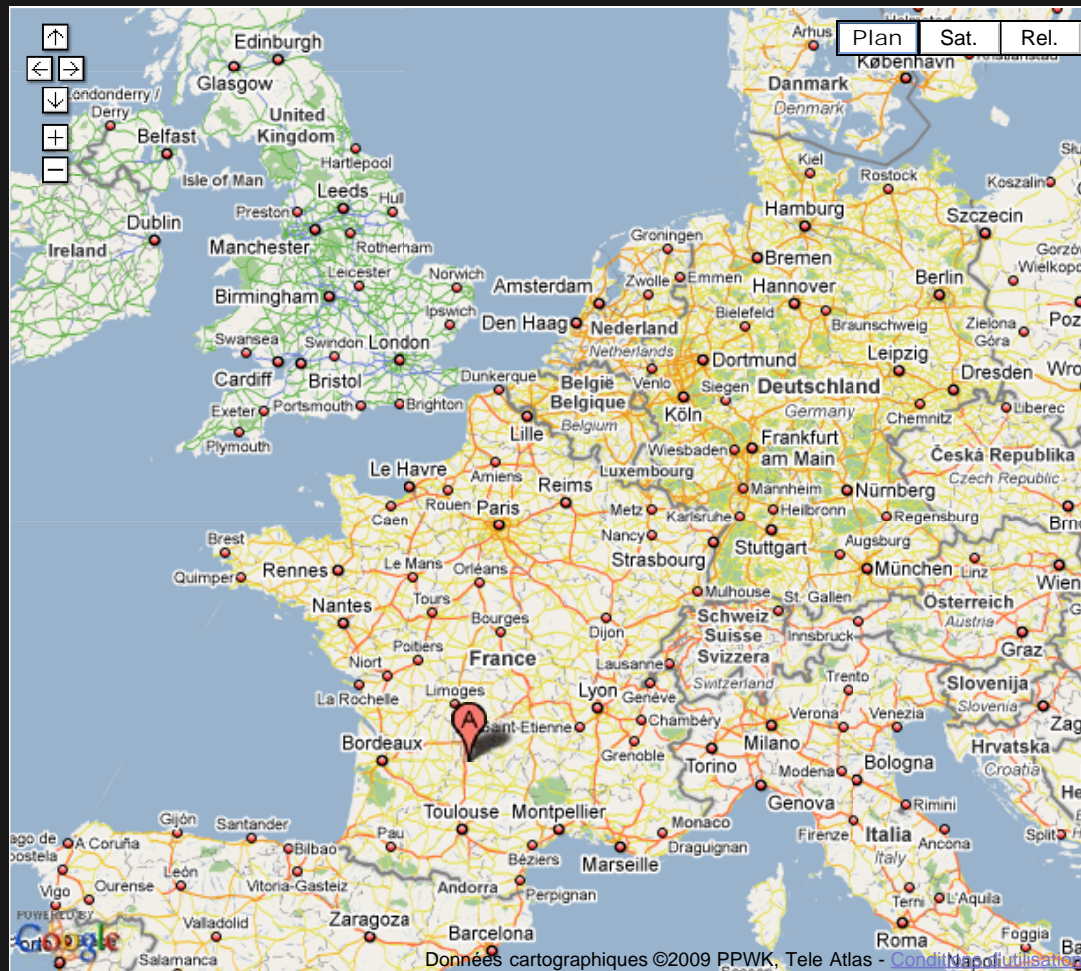 Plan Sat. Rel.
Edinburgh
Glasgow
Arhus
København
Danmark
Denmark
Londonderry /
Derry
Belfast
United
Kingdom
Hartlepool
Isle of Man
Kiel
Rostock
Koszalin
Leeds
Hull
Preston
Hamburg
Szczecin
Dublin
Ireland
Manchester
Rotherham
Groningen
Bremen
Leicester
Norwich
Zwolle
Emmen
Berlin
Birmingham
Amsterdam
Hannover
Ipswich
Den Haag
Nederland
Netherlands
Bielefeld
Braunschweig
Zielona
Góra
Swansea
Swindon
London
Cardiff
Bristol
Dortmund
Leipzig
Dunkerque
België
Belgique
Belgium
Venlo
Siegen
Deutschland
Germany
Dresden
Exeter
Portsmouth
Brighton
Köln
Chemnitz
Liberec
Plymouth
Lille
Wiesbaden
Frankfurt
am Main
Česká Republika
Czech Republic
Le Havre
Amiens
Luxembourg
Reims
Mannheim
Nürnberg
Rouen
Caen
Paris
Metz
Karlsruhe
Heilbronn
Regensburg
Brest
Nancy
Strasbourg
Stuttgart
Augsburg
Quimper
Rennes
Le Mans
Orléans
München
Linz
Wien
Nantes
Tours
Bourges
Dijon
Mulhouse
St. Gallen
Österreich
Austria
Schweiz
Suisse
Svizzera
Switzerland
Innsbruck
Graz
Poitiers
Niort
France
Lausanne
Trento
Slovenija
Slovenia
La Rochelle
Limoges
Lyon
Genève
A
Saint-Etienne
Chambéry
Verona
Venezia
Bordeaux
Grenoble
Torino
Milano
Hrvatska
Croatia
Modena
Bologna
Toulouse
Montpellier
Genova
Rimini
Gijón
Santander
Monaco
Firenze
Italia
Italy
Ancona
Split
A Coruña
Bilbao
Pau
Béziers
Marseille
Draguignan
León
Vitoria-Gasteiz
Andorra
Perpignan
Vigo
Ourense
Terni
L'Aquila
POWERED BY
Google
Valladolid
Zaragoza
Barcelona
Roma
Foggia
Salamanca
Napoli
Données cartographiques ©2009 PPWK, Tele Atlas - Conditions d'utilisation